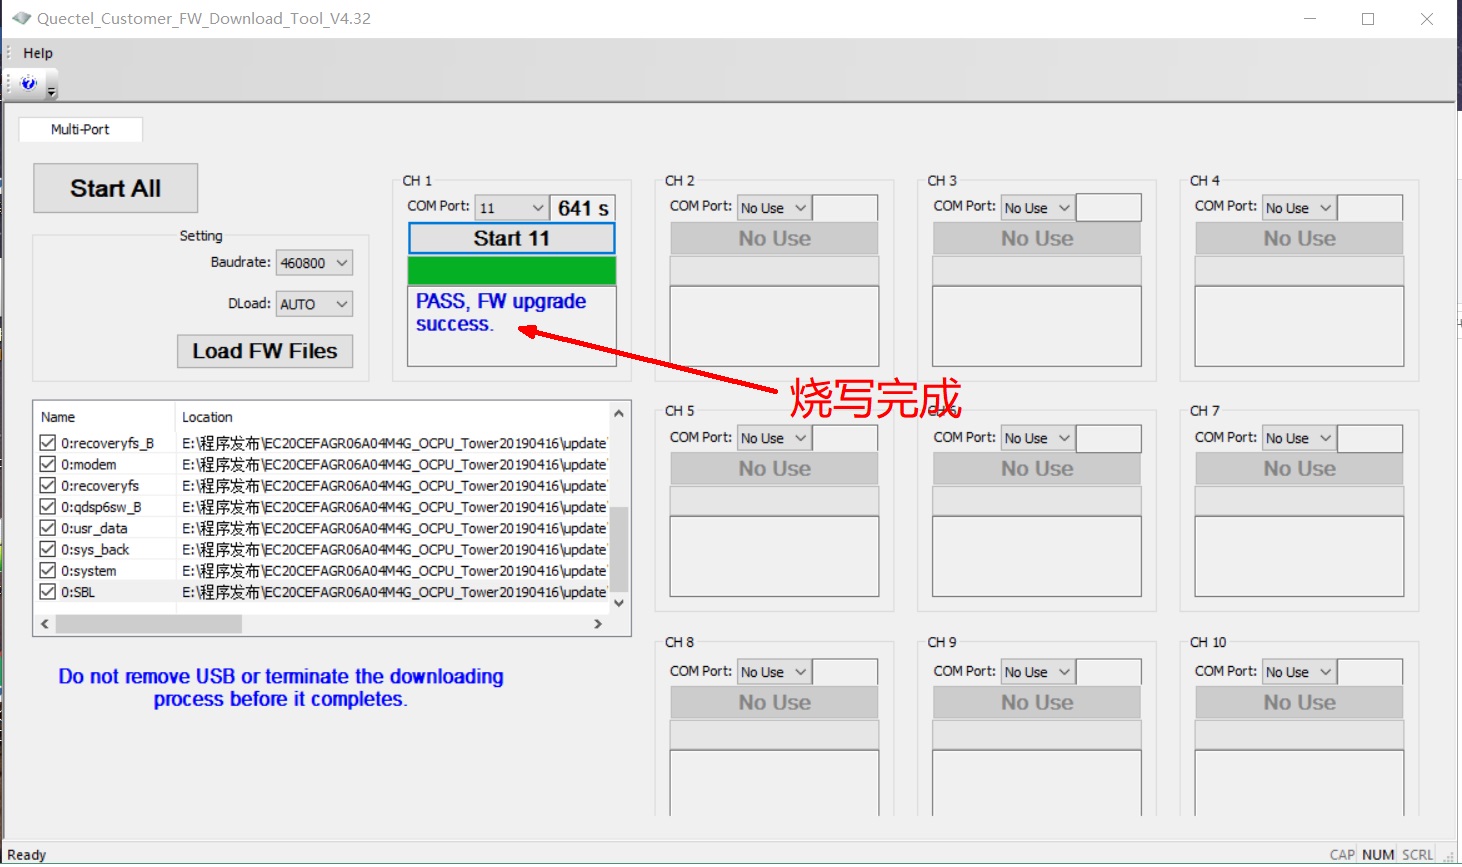 Quectel_Customer_FW_Download_Tool_V4.32
Help
Multi-Port
Start All
Setting
Baudrate: 460800
DLoad: AUTO
Load FW Files
CH 1
COM Port: 11 641 s
Start 11
PASS, FW upgrade
success.
烧写完成
CH 2
COM Port: No Use
No Use
CH 3
COM Port: No Use
No Use
CH 4
COM Port: No Use
No Use
Name Location
0:recoveryfs_B E:\程序发布\EC20CEFAGR06A04M4G_OCPU_Tower20190416\update\
0:modem E:\程序发布\EC20CEFAGR06A04M4G_OCPU_Tower20190416\update\
0:recoveryfs E:\程序发布\EC20CEFAGR06A04M4G_OCPU_Tower20190416\update\
0:qdsp6sw_B E:\程序发布\EC20CEFAGR06A04M4G_OCPU_Tower20190416\update\
0:usr_data E:\程序发布\EC20CEFAGR06A04M4G_OCPU_Tower20190416\update\
0:sys_back E:\程序发布\EC20CEFAGR06A04M4G_OCPU_Tower20190416\update\
0:system E:\程序发布\EC20CEFAGR06A04M4G_OCPU_Tower20190416\update\
0:SBL E:\程序发布\EC20CEFAGR06A04M4G_OCPU_Tower20190416\update\
Do not remove USB or terminate the downloading
process before it completes.
CH 5
COM Port: No Use
No Use
CH 6
COM Port: No Use
No Use
CH 7
COM Port: No Use
No Use
CH 8
COM Port: No Use
No Use
CH 9
COM Port: No Use
No Use
CH 10
COM Port: No Use
No Use
Ready
CAP NUM SCRL